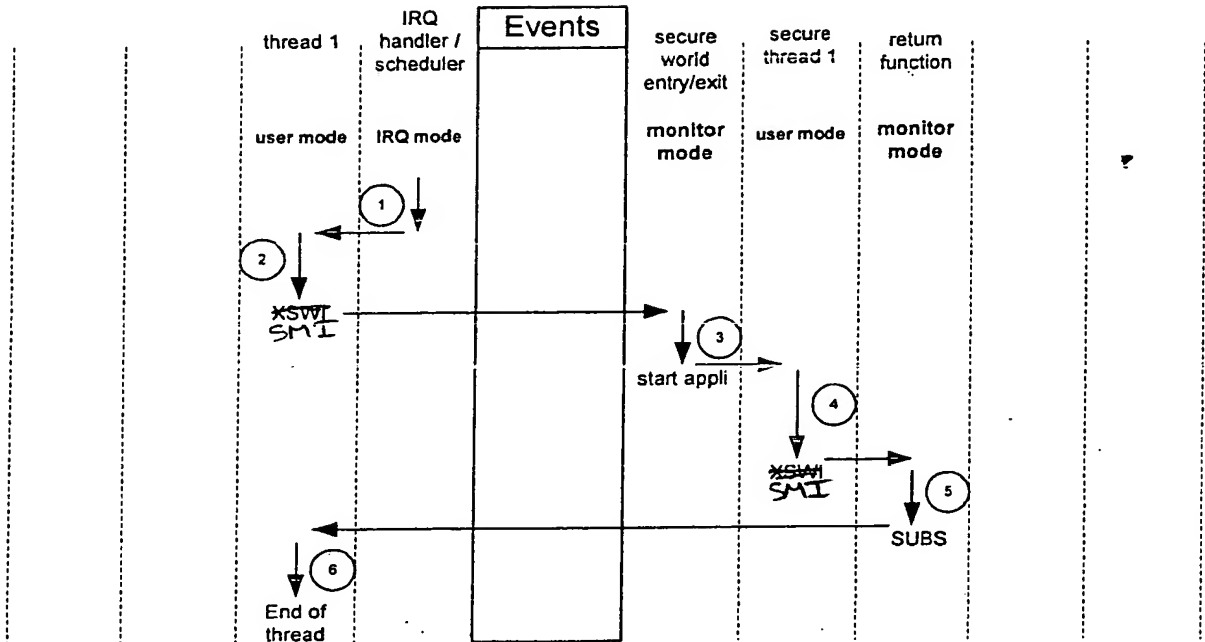 thread 1
IRQ
handler /
scheduler
Events
secure
world
entry/exit
secure
thread 1
return
function
user mode
IRQ mode
monitor
mode
user mode
monitor
mode
1
2
XSWI
SMI
3
start appli
4
XSWI
SMI
5
SUBS
6
End of
thread